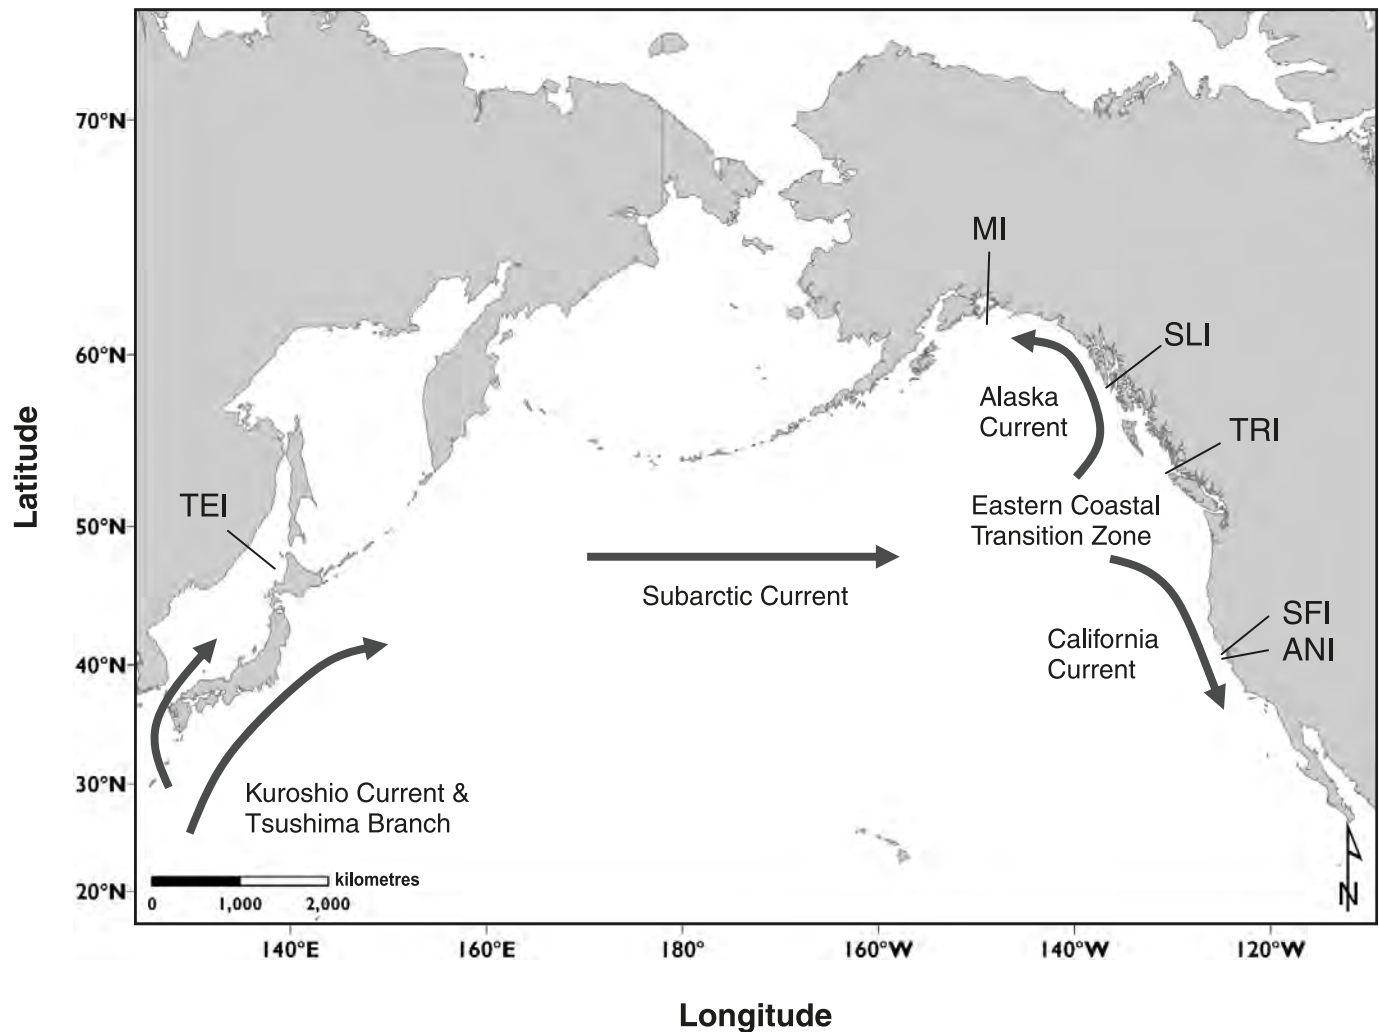 70°N
60°N
50°N
40°N
30°N
20°N
Latitude
MI
SLI
Alaska
Current
TRI
TEI
Eastern Coastal
Transition Zone
Subarctic Current
SFI
ANI
California
Current
Kuroshio Current &
Tsushima Branch
kilometres
0 1,000 2,000
N
140°E 160°E 180° 160°W 140°W 120°W
Longitude